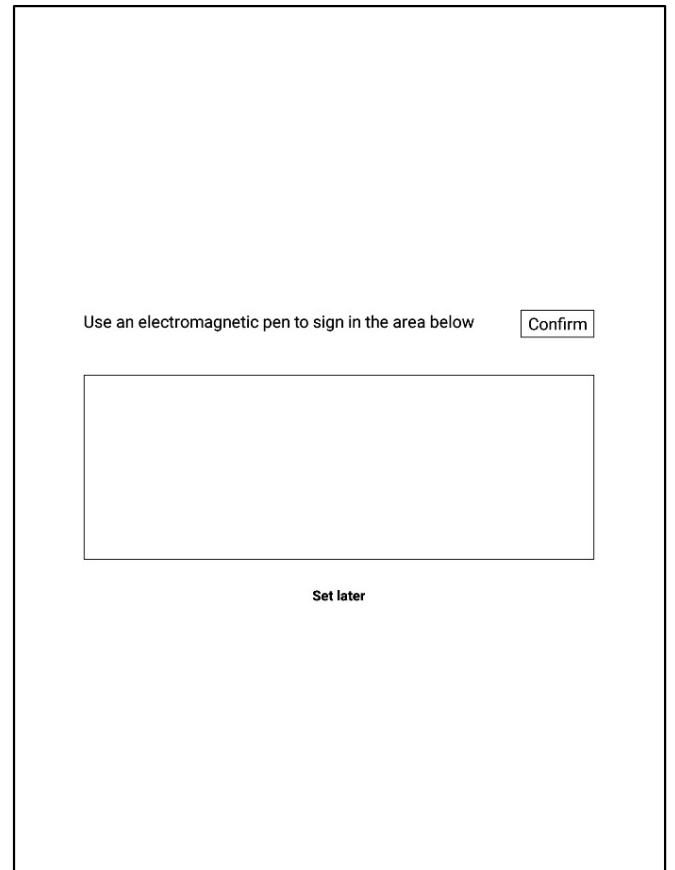 Use an electromagnetic pen to sign in the area below
Confirm
Set later